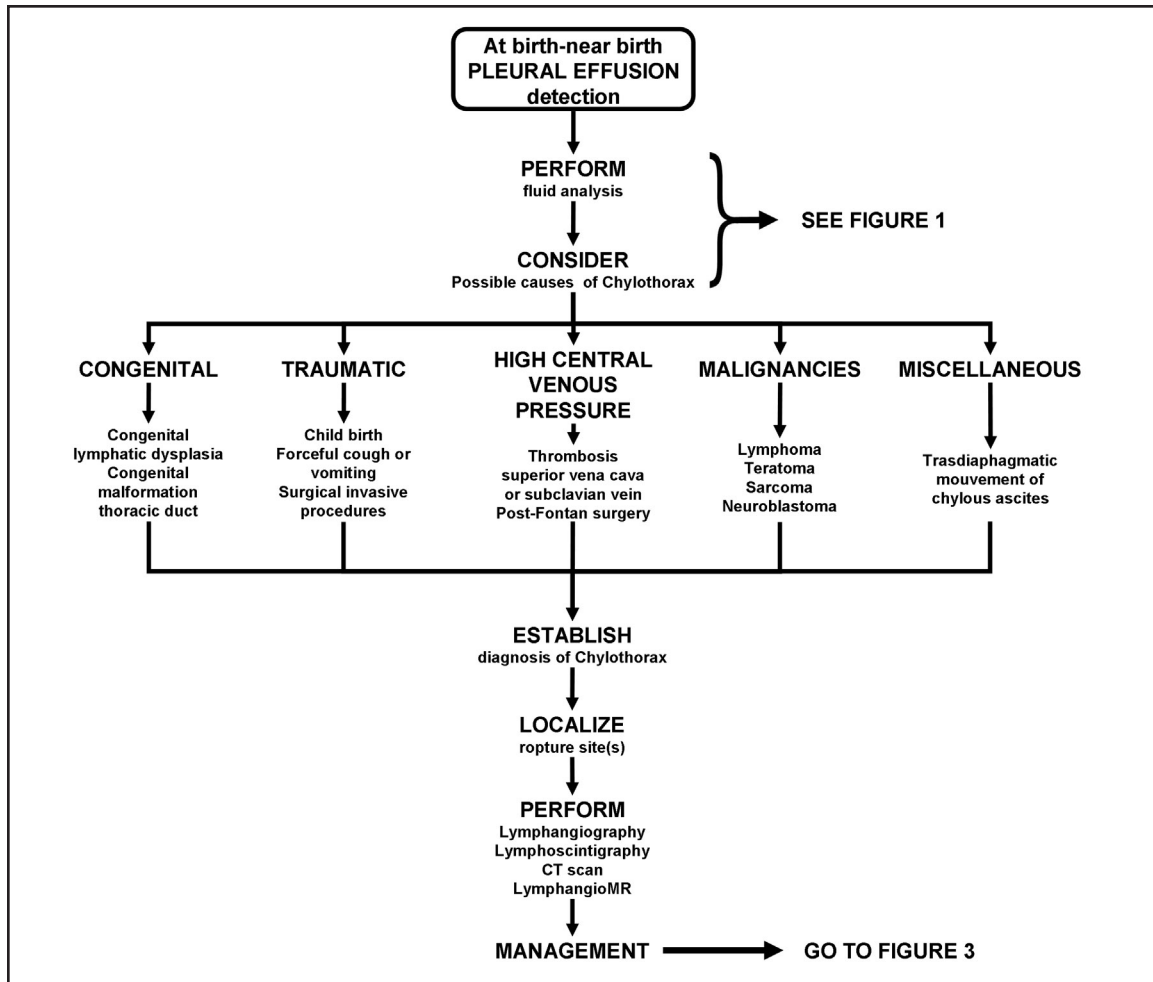 At birth-near birth
PLEURAL EFFUSION
detection
PERFORM
fluid analysis
SEE FIGURE 1
CONSIDER
Possible causes of Chylothorax
CONGENITAL
Congenital
lymphatic dysplasia
Congenital
malformation
thoracic duct
TRAUMATIC
Child birth
Forceful cough or
vomiting
Surgical invasive
procedures
HIGH CENTRAL
VENOUS
PRESSURE
Thrombosis
superior vena cava
or subclavian vein
Post-Fontan surgery
MALIGNANCIES
Lymphoma
Teratoma
Sarcoma
Neuroblastoma
MISCELLANEOUS
Trasdiaphagmatic
mouvement of
chylous ascites
ESTABLISH
diagnosis of Chylothorax
LOCALIZE
ropture site(s)
PERFORM
Lymphangiography
Lymphoscintigraphy
CT scan
LymphangioMR
MANAGEMENT
GO TO FIGURE 3